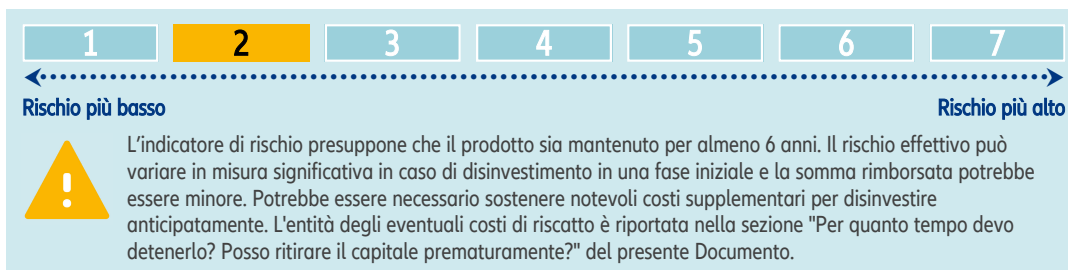 1 2 3 4 5 6 7
Rischio più basso Rischio più alto
L'indicatore di rischio presuppone che il prodotto sia mantenuto per almeno 6 anni. Il rischio effettivo può
variare in misura significativa in caso di disinvestimento in una fase iniziale e la somma rimborsata potrebbe
essere minore. Potrebbe essere necessario sostenere notevoli costi supplementari per disinvestire
anticipatamente. L'entità degli eventuali costi di riscatto è riportata nella sezione "Per quanto tempo devo
detenerlo? Posso ritirare il capitale prematuramente?" del presente Documento.